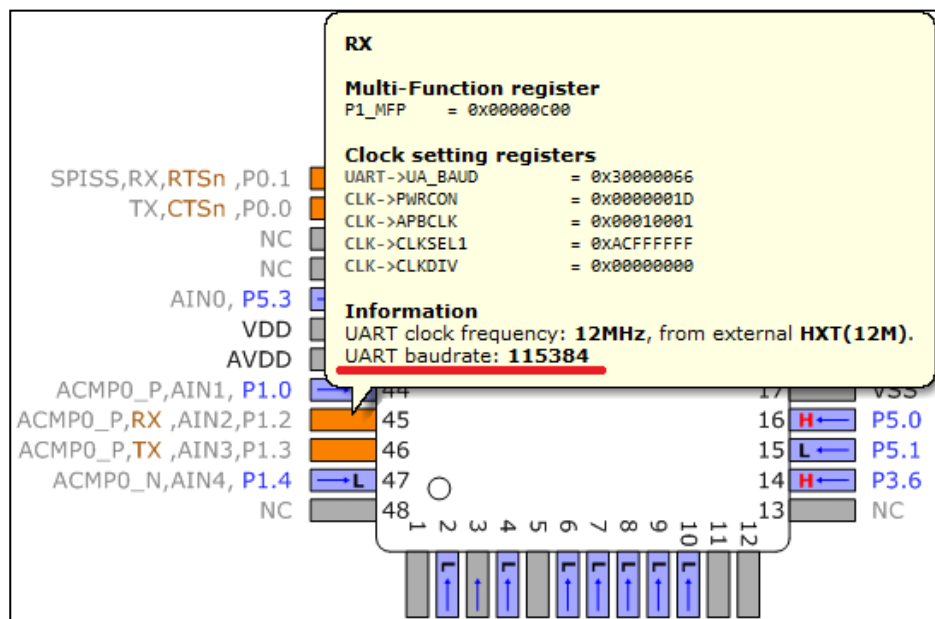 RX
Multi-Function register
P1_MFP = 0x00000c00
Clock setting registers
UART->UA_BAUD = 0x30000066
CLK->PWRCON = 0x0000001D
CLK->APBCLK = 0x00010001
CLK->CLKSEL1 = 0xACFFFFFF
CLK->CLKDIV = 0x00000000
Information
UART clock frequency: 12MHz, from external HXT(12M).
UART baudrate: 115384
SPISS,RX,RTSn ,P0.1
TX,CTSn ,P0.0
NC
NC
AIN0, P5.3
VDD
AVDD
ACMP0_P,AIN1, P1.0 44
ACMP0_P,RX ,AIN2,P1.2 45
ACMP0_P,TX ,AIN3,P1.3 46
ACMP0_N,AIN4, P1.4 L 47
NC 48
17 VSS
16 H P5.0
15 L P5.1
14 H P3.6
13 NC
1 2 3 4 5 6 7 8 9 10 11 12
L L L L L L L